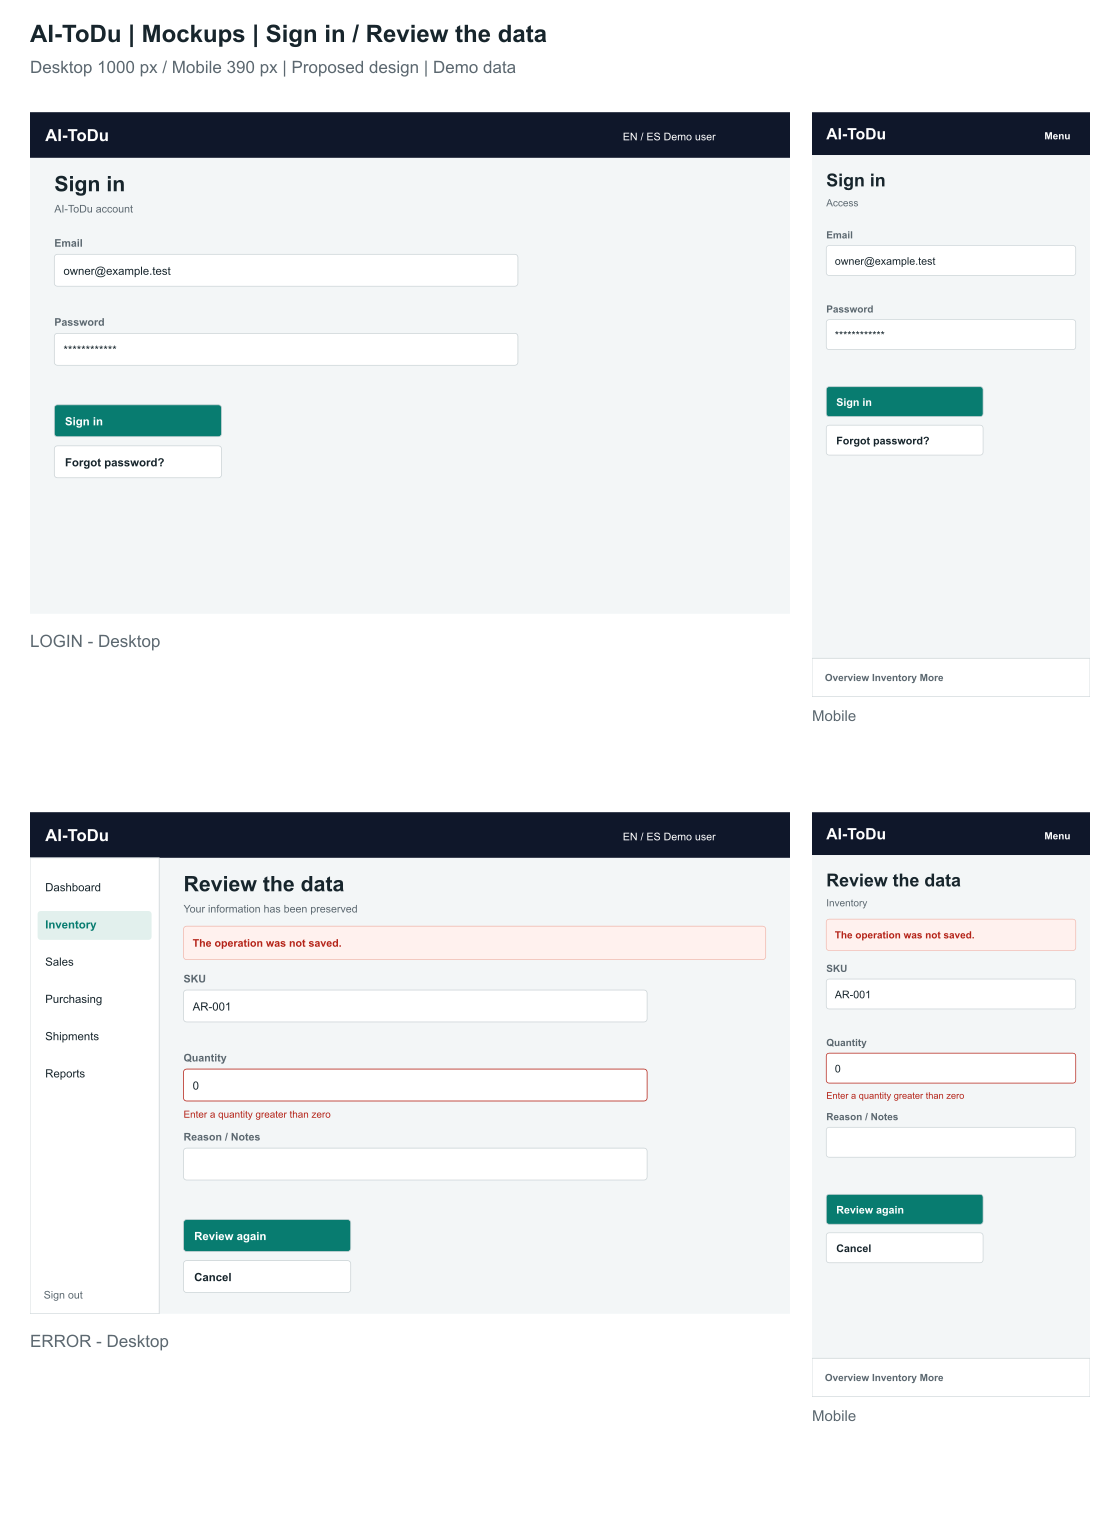 AI-ToDu | Mockups | Sign in / Review the data
Desktop 1000 px / Mobile 390 px | Proposed design | Demo data
AI-ToDu
EN / ES Demo user
Sign in
AI-ToDu account
Email
owner@example.test
Password
************
Sign in
Forgot password?
LOGIN - Desktop
AI-ToDu
Menu
Sign in
Access
Email
owner@example.test
Password
************
Sign in
Forgot password?
Overview Inventory More
Mobile
AI-ToDu
EN / ES Demo user
Dashboard
Inventory
Sales
Purchasing
Shipments
Reports
Sign out
Review the data
Your information has been preserved
The operation was not saved.
SKU
AR-001
Quantity
0
Enter a quantity greater than zero
Reason / Notes
Review again
Cancel
ERROR - Desktop
AI-ToDu
Menu
Review the data
Inventory
The operation was not saved.
SKU
AR-001
Quantity
0
Enter a quantity greater than zero
Reason / Notes
Review again
Cancel
Overview Inventory More
Mobile